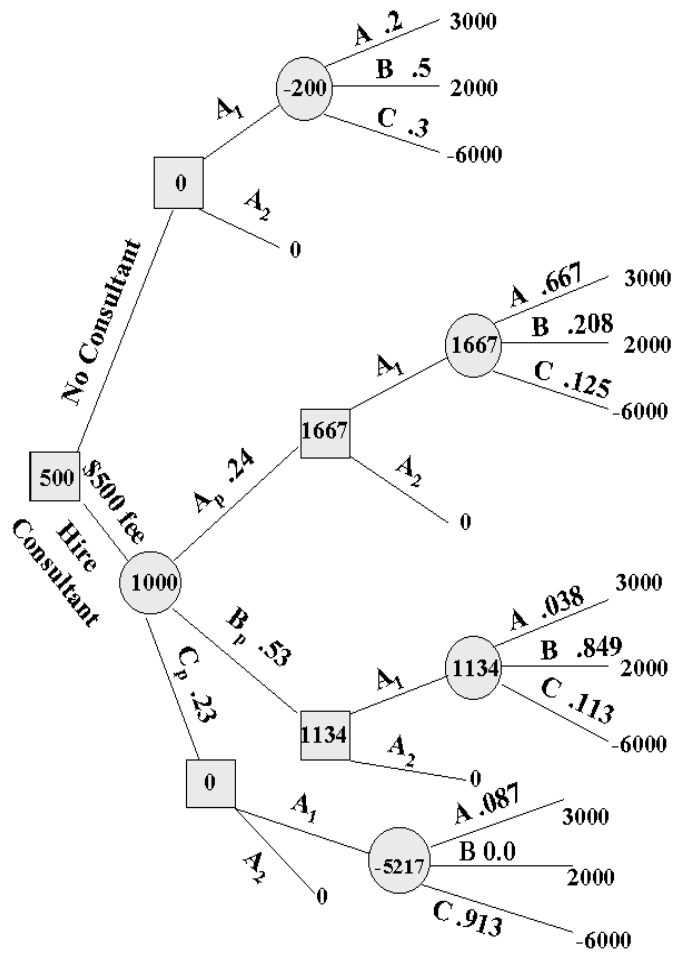 A .2 3000
-200 B .5 2000
A1 C .3 -6000
0
A2 0
No Consultant
A .667 3000
1667 B .208 2000
A1 C .125 -6000
1667
A2 0
500 $500 fee
Hire
Consultant
Ap .24
1000
Bp .53
Cp .23
A .038 3000
1134 B .849 2000
A1 C .113 -6000
1134
A2 0
0
A1
A2 0
A .087 3000
-5217 B 0.0 2000
C .913 -6000